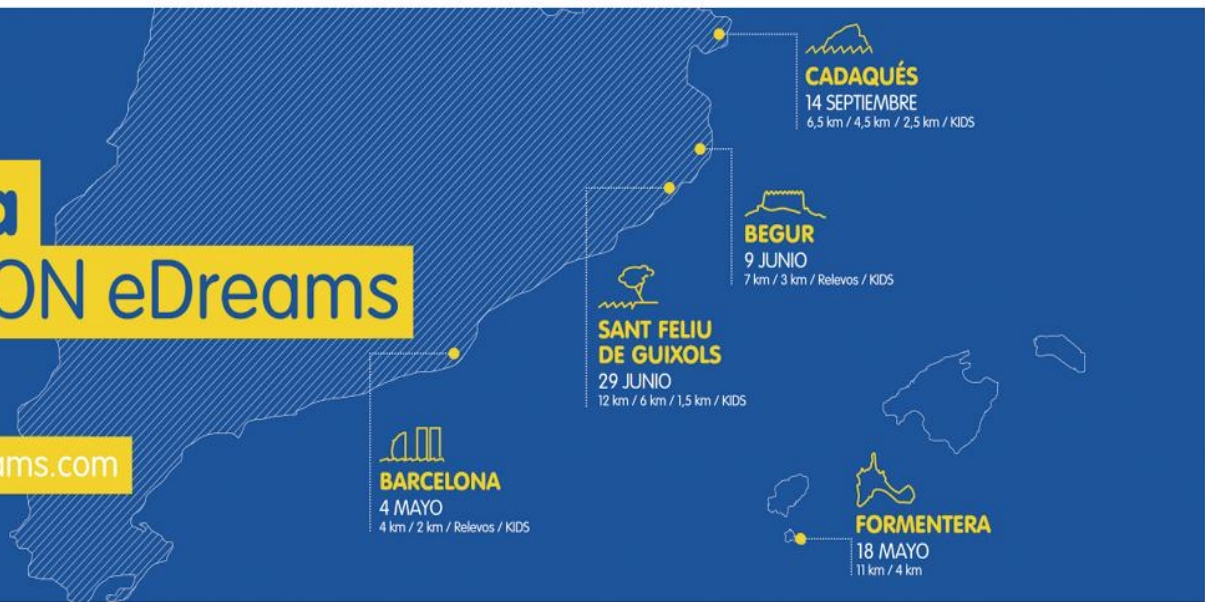 a
ON eDreams
ams.com
CADAQUÉS
14 SEPTIEMBRE
6,5 km / 4,5 km / 2,5 km / KIDS
BEGUR
9 JUNIO
7 km / 3 km / Relevos / KIDS
SANT FELIU
DE GUIXOLS
29 JUNIO
12 km / 6 km / 1,5 km / KIDS
BARCELONA
4 MAYO
4 km / 2 km / Relevos / KIDS
FORMENTERA
18 MAYO
11 km / 4 km